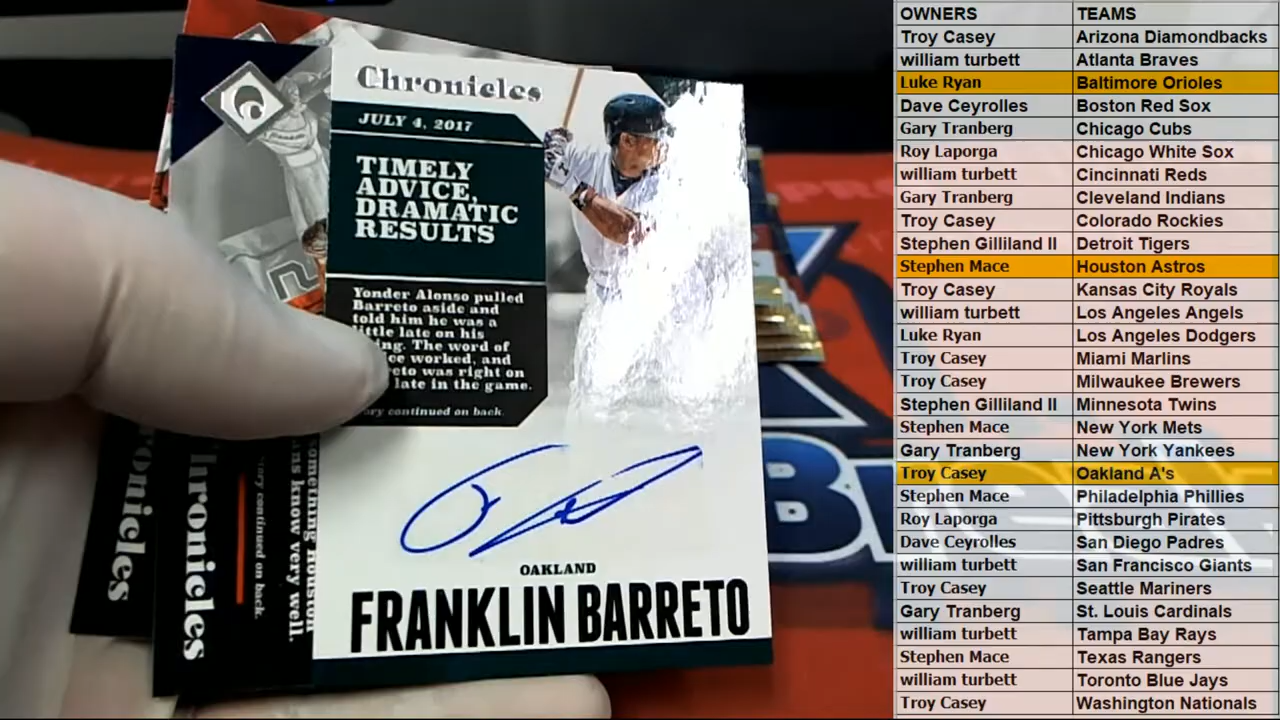 Chronicles
JULY 4, 2017
TIMELY
ADVICE,
DRAMATIC
RESULTS
Yonder Alonso pulled
Barreto aside and
told him he was a
little late on his
The word of
worked, and
was right on
late in the game.
continued on back.
OAKLAND
FRANKLIN BARRETO
something houston
know very well.
continued on back.
Chronicles
ronicles
OWNERS TEAMS
Troy Casey Arizona Diamondbacks
william turbett Atlanta Braves
Luke Ryan Baltimore Orioles
Dave Ceyrolles Boston Red Sox
Gary Tranberg Chicago Cubs
Roy Laporga Chicago White Sox
william turbett Cincinnati Reds
Gary Tranberg Cleveland Indians
Troy Casey Colorado Rockies
Stephen Gilliland II Detroit Tigers
Stephen Mace Houston Astros
Troy Casey Kansas City Royals
william turbett Los Angeles Angels
Luke Ryan Los Angeles Dodgers
Troy Casey Miami Marlins
Troy Casey Milwaukee Brewers
Stephen Gilliland II Minnesota Twins
Stephen Mace New York Mets
Gary Tranberg New York Yankees
Troy Casey Oakland A's
Stephen Mace Philadelphia Phillies
Roy Laporga Pittsburgh Pirates
Dave Ceyrolles San Diego Padres
william turbett San Francisco Giants
Troy Casey Seattle Mariners
Gary Tranberg St. Louis Cardinals
william turbett Tampa Bay Rays
Stephen Mace Texas Rangers
william turbett Toronto Blue Jays
Troy Casey Washington Nationals